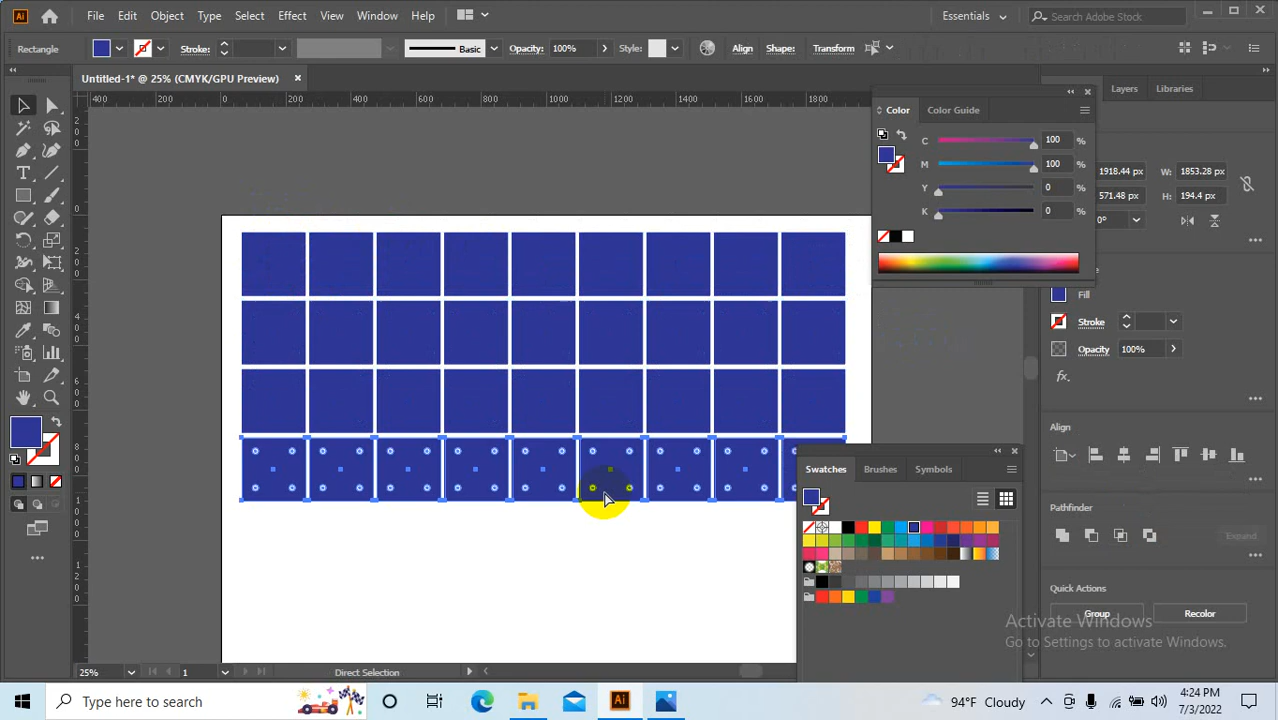 Ai File Edit Object Type Select Effect View Window Help Essentials Search Adobe Stock
Rectangle Stroke: Basic Opacity: 100% Style: Align Shape: Transform
Untitled-1* @ 25% (CMYK/GPU Preview) × Layers Libraries
400 200 0 200 400 600 800 1000 1200 1400 1600 1800
Color Color Guide
C 100 %
M 100 %
Y 0 %
K 0 %
1918.44 px W: 1853.28 px
571.48 px H: 194.4 px
0°
Fill
Stroke
Opacity 100%
fx.
Align
Swatches Brushes Symbols
Pathfinder
Expand
Quick Actions
Group Recolor
Activate Windows
Go to Settings to activate Windows.
25% 1 Direct Selection
Type here to search 94°F Cloudy 4:24 PM
7/3/2022